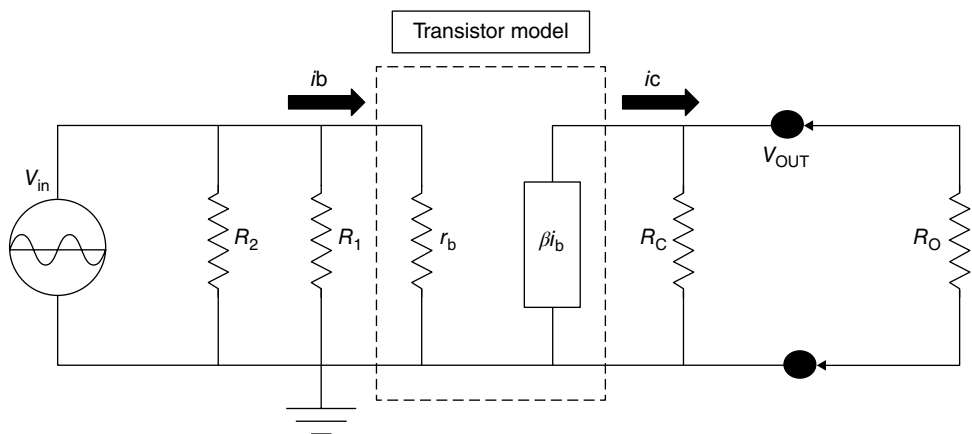 Transistor model
ib
ic
Vin
VOUT
R2
R1
rb
βib
RC
RO